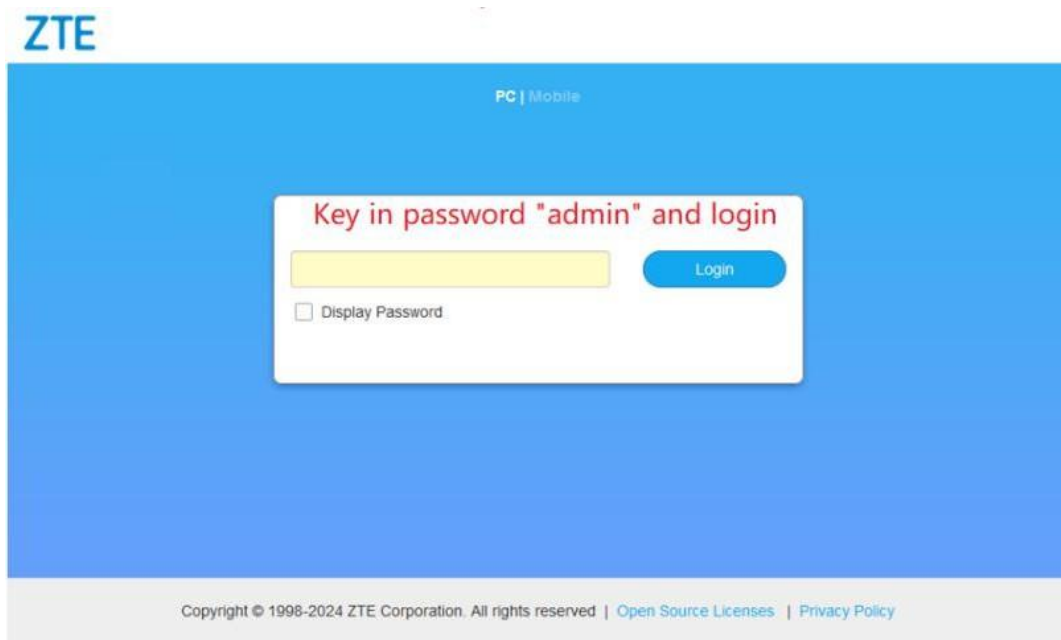 ZTE
PC | Mobile
Key in password "admin" and login
Login
Display Password
Copyright © 1998-2024 ZTE Corporation. All rights reserved | Open Source Licenses | Privacy Policy